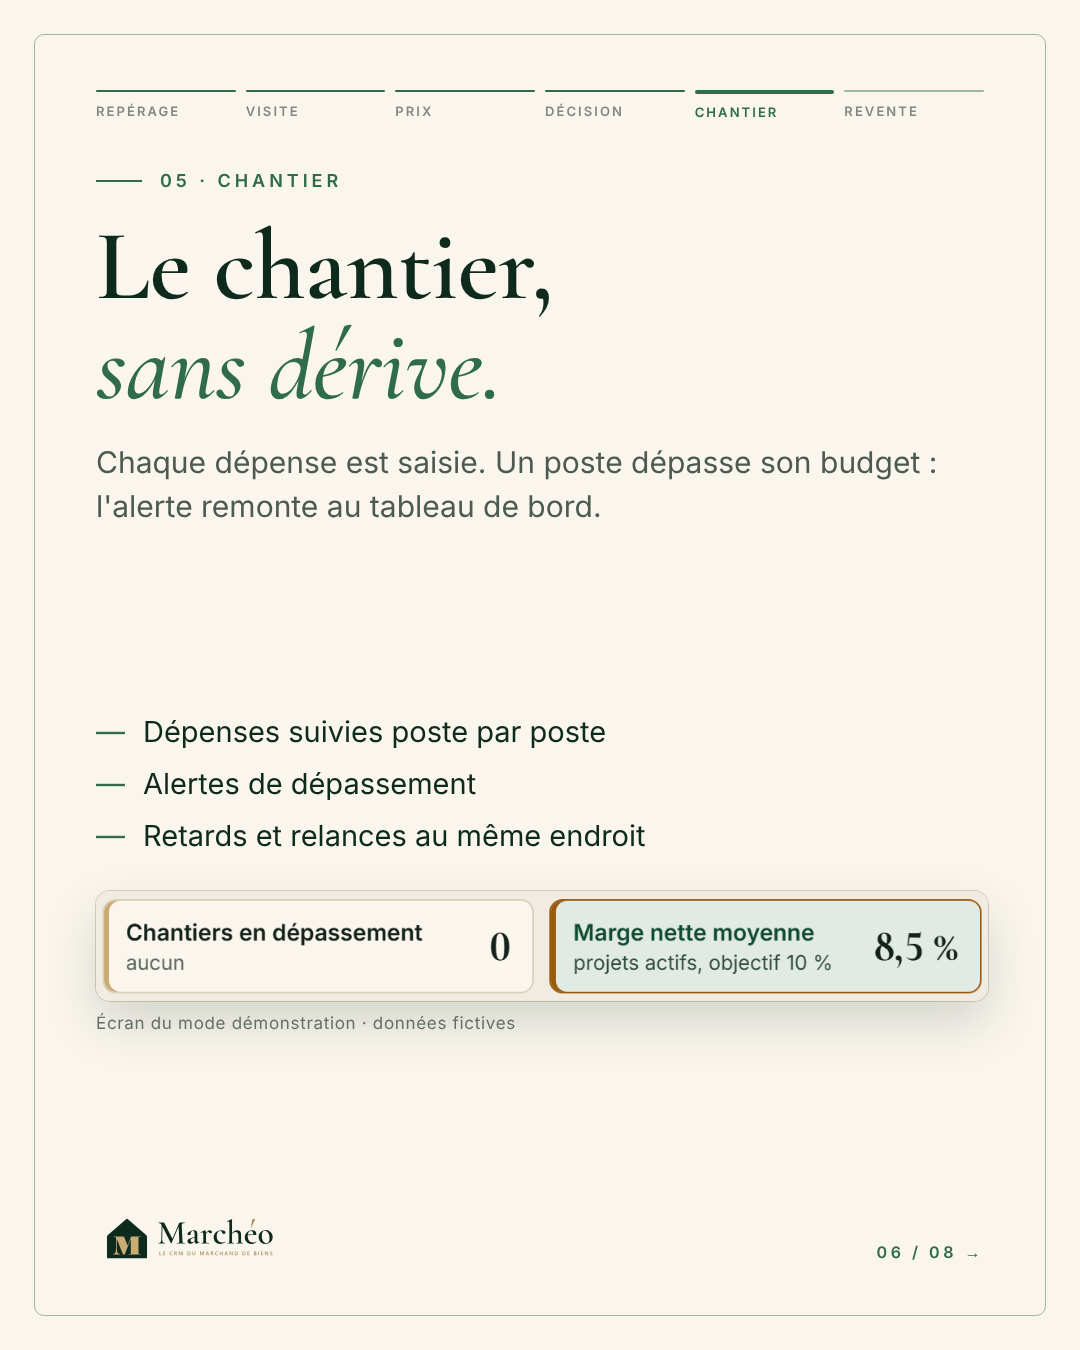 REPÉRAGE VISITE PRIX DÉCISION CHANTIER REVENTE
05 · CHANTIER
Le chantier,
sans dérive.
Chaque dépense est saisie. Un poste dépasse son budget :
l'alerte remonte au tableau de bord.
— Dépenses suivies poste par poste
— Alertes de dépassement
— Retards et relances au même endroit
Chantiers en dépassement
aucun
0
Marge nette moyenne
projets actifs, objectif 10 %
8,5 %
Écran du mode démonstration · données fictives
M
Marchéo
LE CRM DU MARCHAND DE BIENS
06 / 08 →